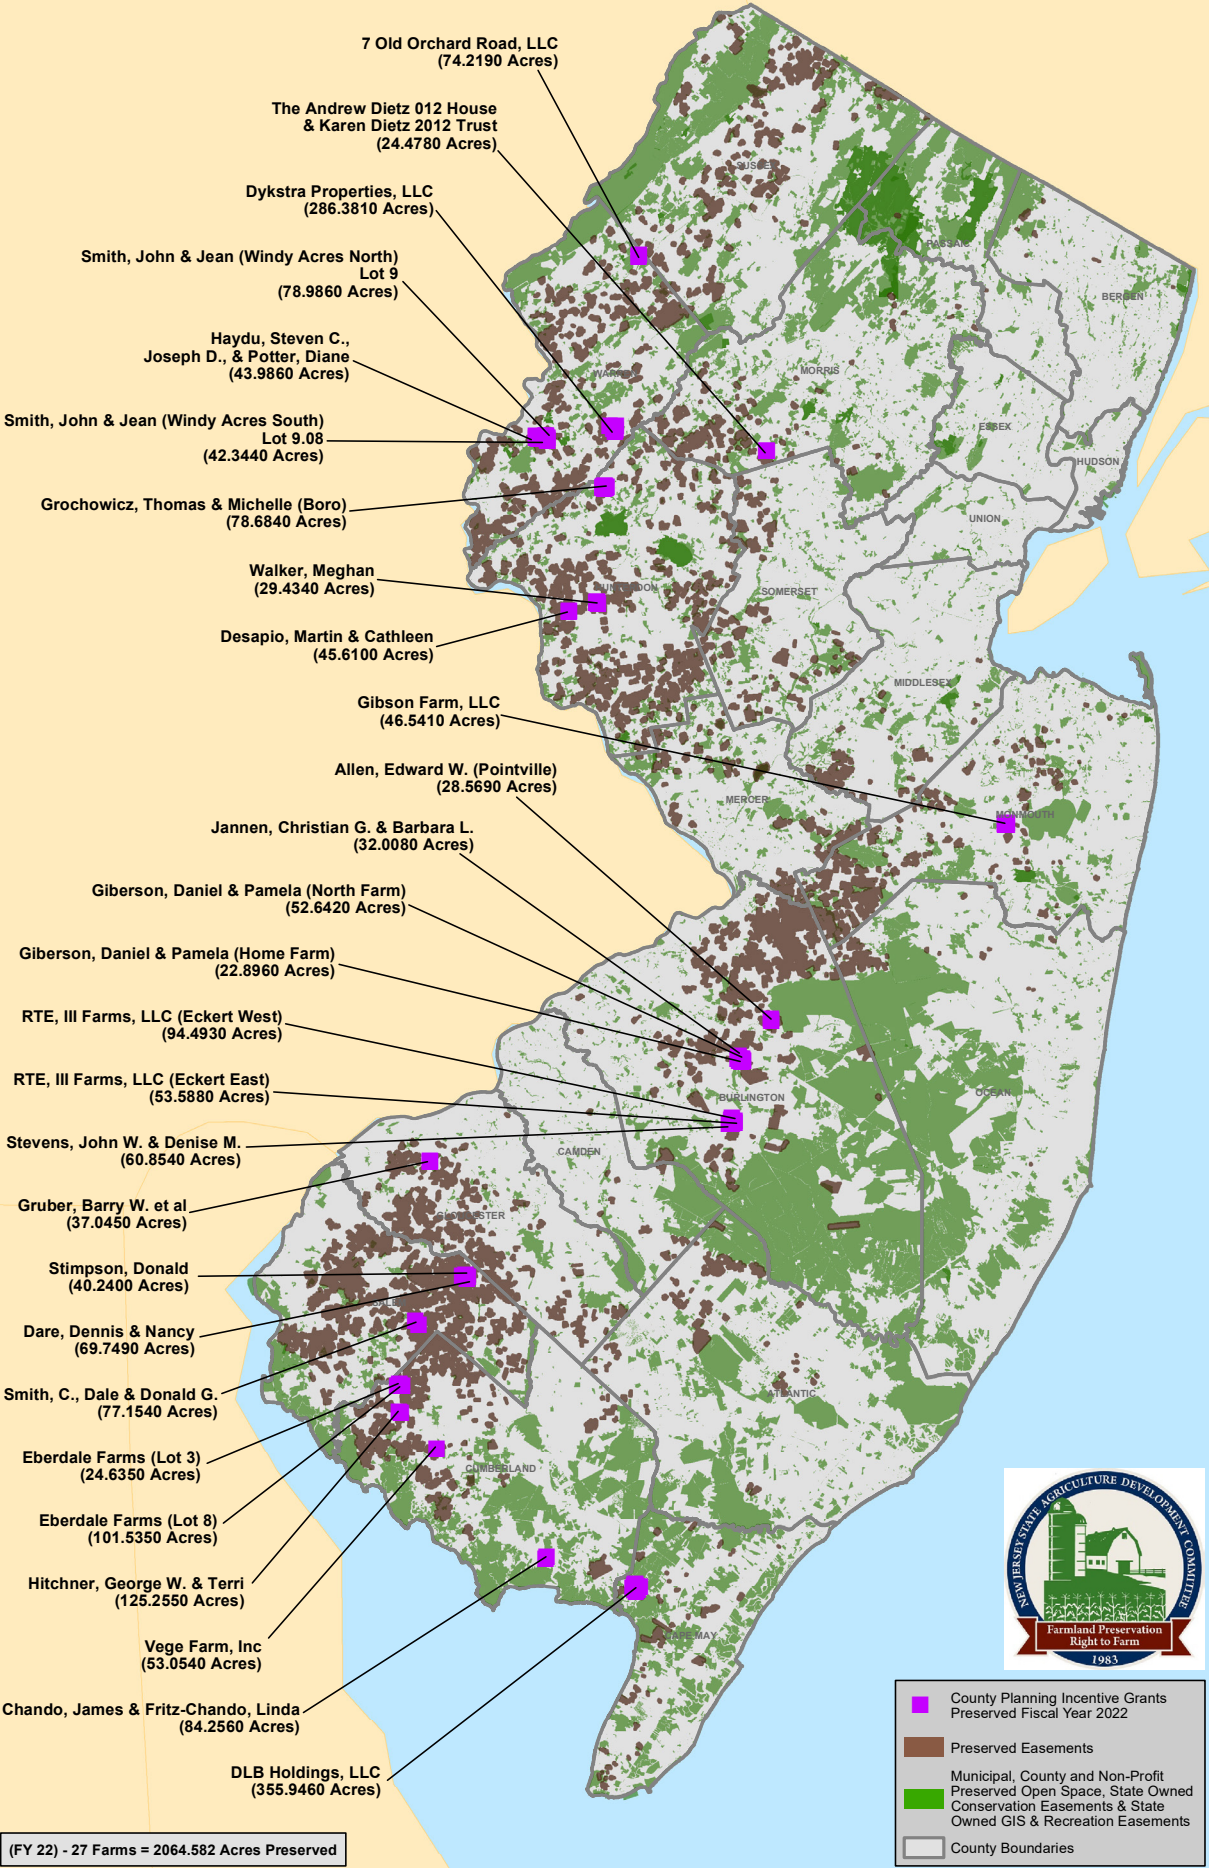 7 Old Orchard Road, LLC
(74.2190 Acres)
The Andrew Dietz 012 House
& Karen Dietz 2012 Trust
(24.4780 Acres)
Dykstra Properties, LLC
(286.3810 Acres)
Smith, John & Jean (Windy Acres North)
Lot 9
(78.9860 Acres)
Haydu, Steven C.,
Joseph D., & Potter, Diane
(43.9860 Acres)
Smith, John & Jean (Windy Acres South)
Lot 9.08
(42.3440 Acres)
Grochowicz, Thomas & Michelle (Boro)
(78.6840 Acres)
Walker, Meghan
(29.4340 Acres)
Desapio, Martin & Cathleen
(45.6100 Acres)
Gibson Farm, LLC
(46.5410 Acres)
Allen, Edward W. (Pointville)
(28.5690 Acres)
Jannen, Christian G. & Barbara L.
(32.0080 Acres)
Giberson, Daniel & Pamela (North Farm)
(52.6420 Acres)
Giberson, Daniel & Pamela (Home Farm)
(22.8960 Acres)
RTE, III Farms, LLC (Eckert West)
(94.4930 Acres)
RTE, III Farms, LLC (Eckert East)
(53.5880 Acres)
Stevens, John W. & Denise M.
(60.8540 Acres)
Gruber, Barry W. et al
(37.0450 Acres)
Stimpson, Donald
(40.2400 Acres)
Dare, Dennis & Nancy
(69.7490 Acres)
Smith, C., Dale & Donald G.
(77.1540 Acres)
Eberdale Farms (Lot 3)
(24.6350 Acres)
Eberdale Farms (Lot 8)
(101.5350 Acres)
Hitchner, George W. & Terri
(125.2550 Acres)
Vege Farm, Inc
(53.0540 Acres)
Chando, James & Fritz-Chando, Linda
(84.2560 Acres)
DLB Holdings, LLC
(355.9460 Acres)
SUSSEX
PASSAIC
BERGEN
WARREN
MORRIS
ESSEX
HUDSON
UNION
HUNTERDON
SOMERSET
MIDDLESEX
MERCER
MONMOUTH
BURLINGTON
OCEAN
CAMDEN
GLOUCESTER
SALEM
ATLANTIC
CUMBERLAND
CAPE MAY
NEW JERSEY STATE AGRICULTURE DEVELOPMENT COMMITTEE
Farmland Preservation
Right to Farm
1983
County Planning Incentive Grants
Preserved Fiscal Year 2022
Preserved Easements
Municipal, County and Non-Profit
Preserved Open Space, State Owned
Conservation Easements & State
Owned GIS & Recreation Easements
County Boundaries
(FY 22) - 27 Farms = 2064.582 Acres Preserved